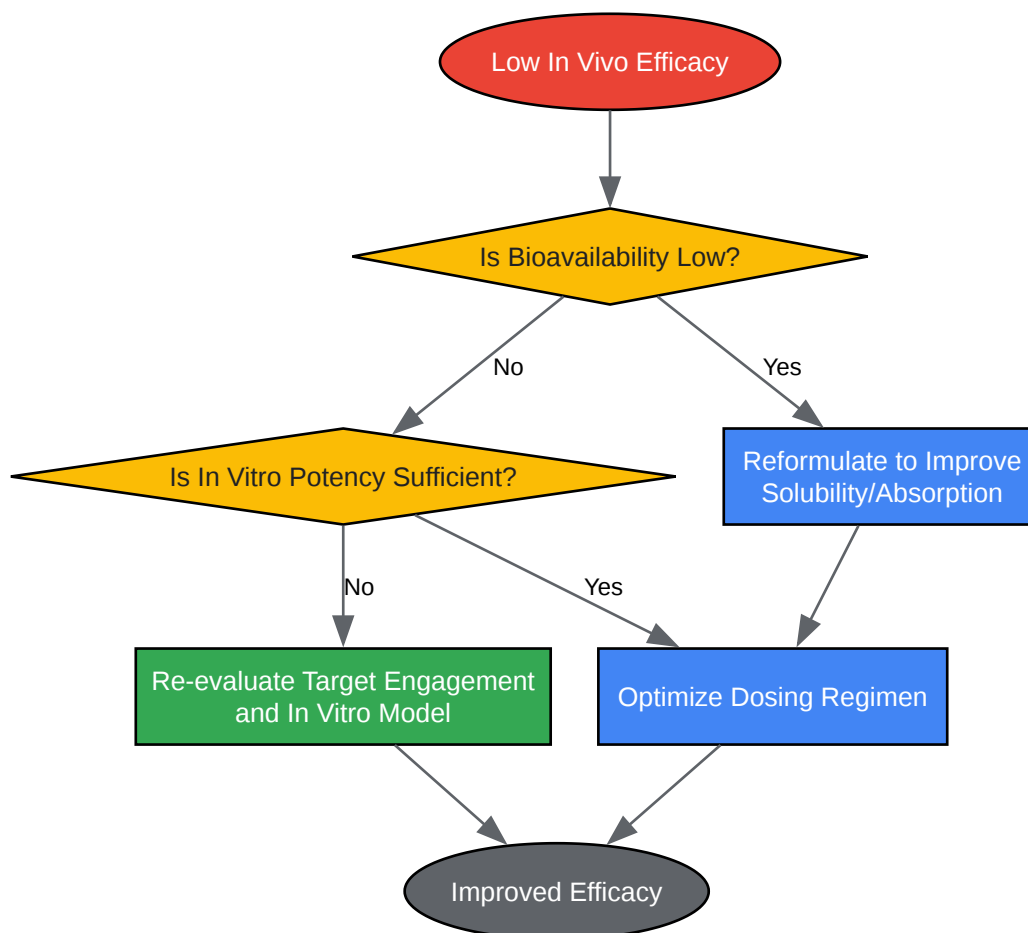 Low In Vivo Efficacy
Is Bioavailability Low?
No
Yes
Is In Vitro Potency Sufficient?
Reformulate to Improve
Solubility/Absorption
No
Yes
Re-evaluate Target Engagement
and In Vitro Model
Optimize Dosing Regimen
Improved Efficacy